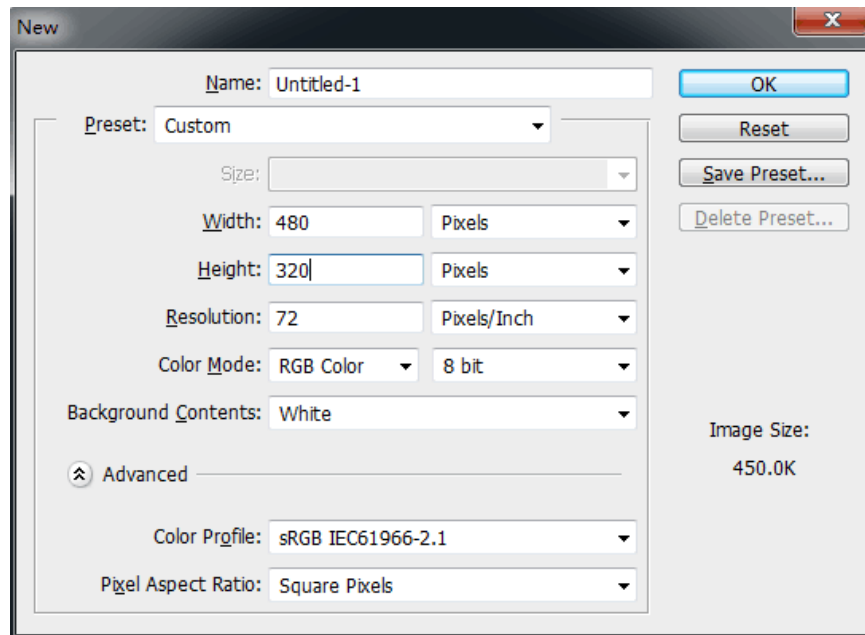 New
Name: Untitled-1
OK
Preset: Custom
Reset
Size:
Save Preset...
Width: 480 Pixels
Delete Preset...
Height: 320 Pixels
Resolution: 72 Pixels/Inch
Color Mode: RGB Color 8 bit
Background Contents: White
Image Size:
450.0K
Advanced
Color Profile: sRGB IEC61966-2.1
Pixel Aspect Ratio: Square Pixels